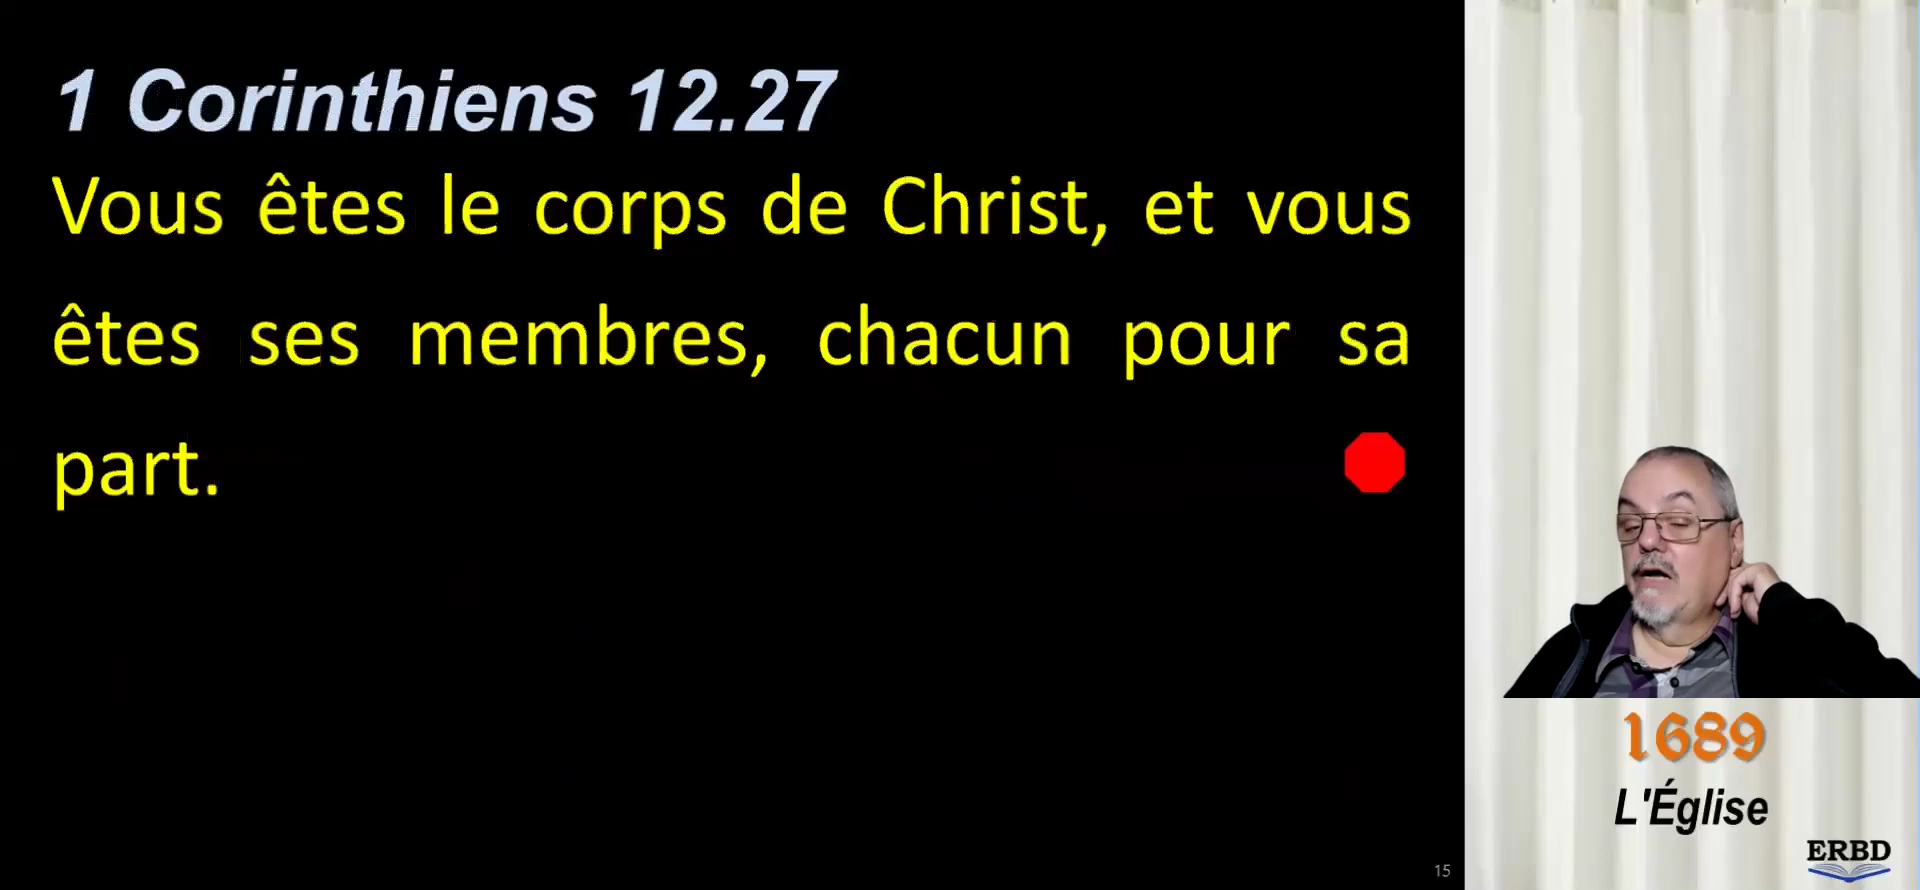 1 Corinthiens 12.27
Vous êtes le corps de Christ, et vous
êtes ses membres, chacun pour sa
part.
15
1689
L'Église
ERBD